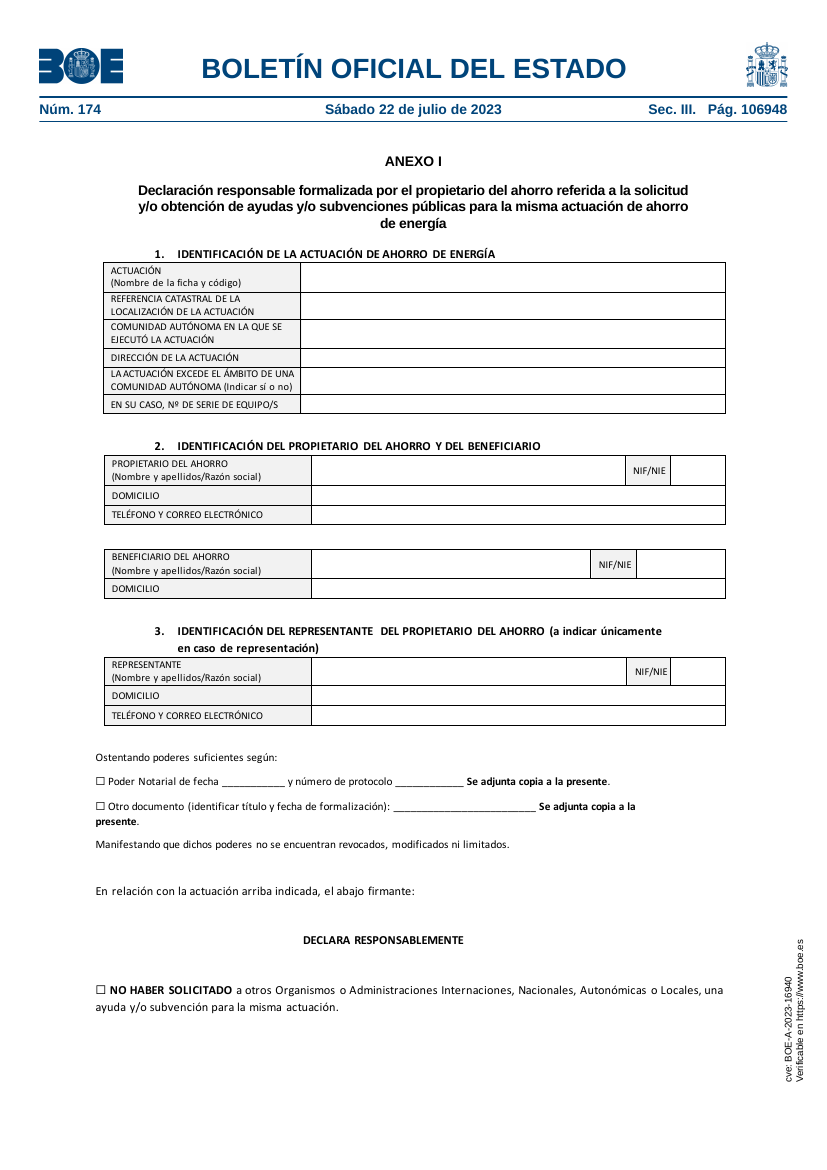 BOE
BOLETÍN OFICIAL DEL ESTADO
Núm. 174 Sábado 22 de julio de 2023 Sec. III. Pág. 106948
ANEXO I
Declaración responsable formalizada por el propietario del ahorro referida a la solicitud
y/o obtención de ayudas y/o subvenciones públicas para la misma actuación de ahorro
de energía
1. IDENTIFICACIÓN DE LA ACTUACIÓN DE AHORRO DE ENERGÍA
ACTUACIÓN
(Nombre de la ficha y código)
REFERENCIA CATASTRAL DE LA
LOCALIZACIÓN DE LA ACTUACIÓN
COMUNIDAD AUTÓNOMA EN LA QUE SE
EJECUTÓ LA ACTUACIÓN
DIRECCIÓN DE LA ACTUACIÓN
LA ACTUACIÓN EXCEDE EL ÁMBITO DE UNA
COMUNIDAD AUTÓNOMA (Indicar sí o no)
EN SU CASO, Nº DE SERIE DE EQUIPO/S
2. IDENTIFICACIÓN DEL PROPIETARIO DEL AHORRO Y DEL BENEFICIARIO
PROPIETARIO DEL AHORRO
(Nombre y apellidos/Razón social)
NIF/NIE
DOMICILIO
TELÉFONO Y CORREO ELECTRÓNICO
BENEFICIARIO DEL AHORRO
(Nombre y apellidos/Razón social)
NIF/NIE
DOMICILIO
3. IDENTIFICACIÓN DEL REPRESENTANTE DEL PROPIETARIO DEL AHORRO (a indicar únicamente
en caso de representación)
REPRESENTANTE
(Nombre y apellidos/Razón social)
NIF/NIE
DOMICILIO
TELÉFONO Y CORREO ELECTRÓNICO
Ostentando poderes suficientes según:
☐ Poder Notarial de fecha ___________ y número de protocolo ____________ Se adjunta copia a la presente.
☐ Otro documento (identificar título y fecha de formalización): _________________________ Se adjunta copia a la
presente.
Manifestando que dichos poderes no se encuentran revocados, modificados ni limitados.
En relación con la actuación arriba indicada, el abajo firmante:
DECLARA RESPONSABLEMENTE
☐ NO HABER SOLICITADO a otros Organismos o Administraciones Internaciones, Nacionales, Autonómicas o Locales, una
ayuda y/o subvención para la misma actuación.
cve: BOE-A-2023-16940
Verificable en https://www.boe.es